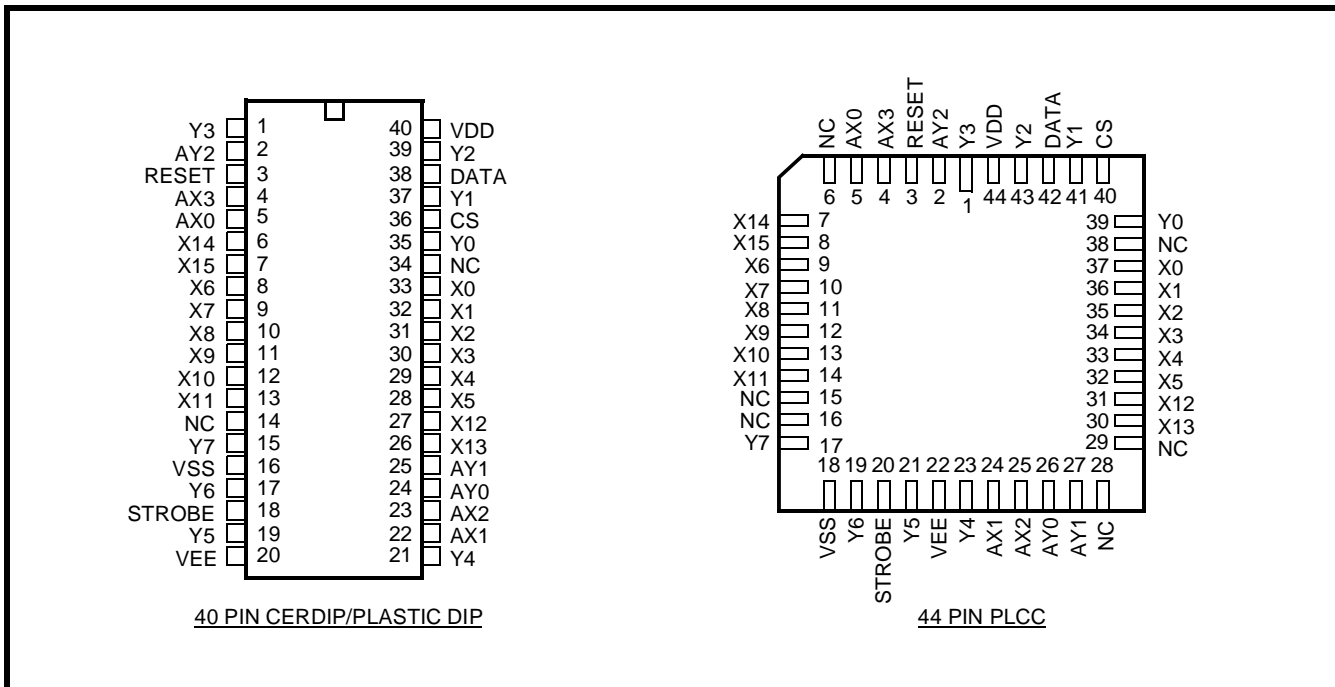 Y3 1 40 VDD
AY2 2 39 Y2
RESET 3 38 DATA
AX3 4 37 Y1
AX0 5 36 CS
X14 6 35 Y0
X15 7 34 NC
X6 8 33 X0
X7 9 32 X1
X8 10 31 X2
X9 11 30 X3
X10 12 29 X4
X11 13 28 X5
NC 14 27 X12
Y7 15 26 X13
VSS 16 25 AY1
Y6 17 24 AY0
STROBE 18 23 AX2
Y5 19 22 AX1
VEE 20 21 Y4
40 PIN CERDIP/PLASTIC DIP
NC AX0 AX3 RESET AY2 Y3 VDD Y2 DATA Y1 CS
6 5 4 3 2 1 44 43 42 41 40
X14 7 39 Y0
X15 8 38 NC
X6 9 37 X0
X7 10 36 X1
X8 11 35 X2
X9 12 34 X3
X10 13 33 X4
X11 14 32 X5
NC 15 31 X12
NC 16 30 X13
Y7 17 29 NC
18 19 20 21 22 23 24 25 26 27 28
VSS Y6 STROBE Y5 VEE Y4 AX1 AX2 AY0 AY1 NC
44 PIN PLCC